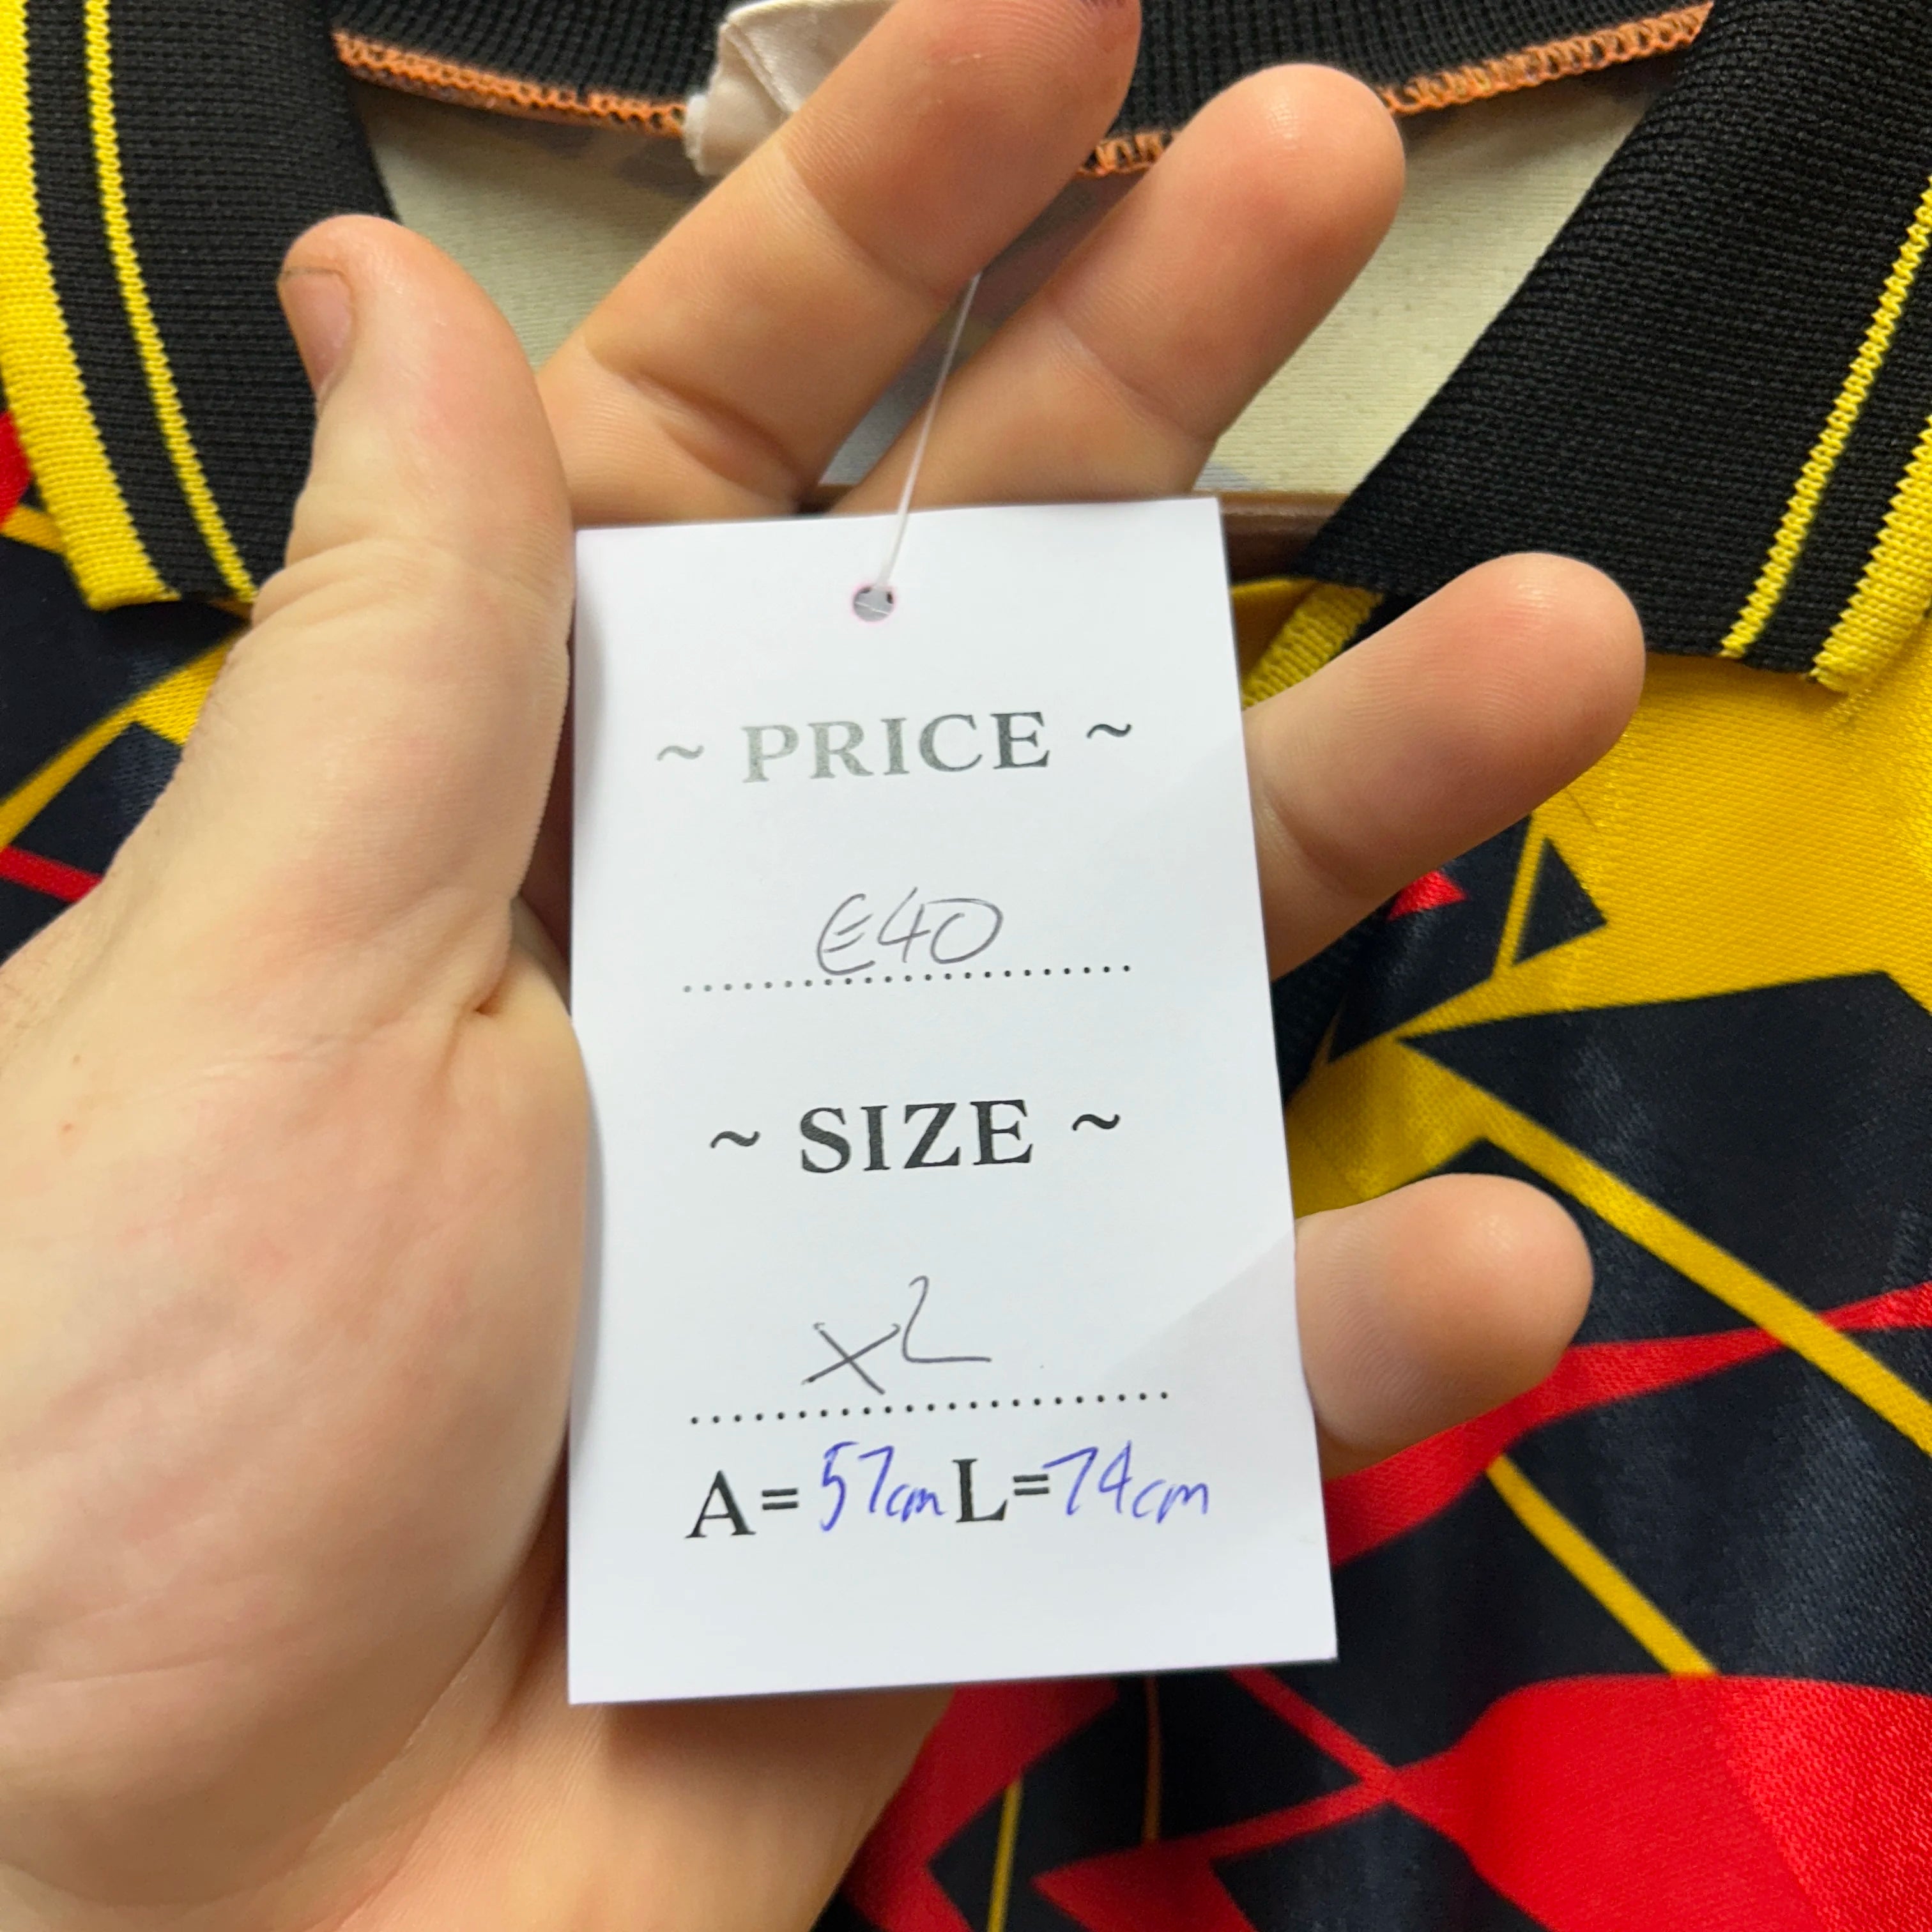 ~ PRICE ~
€40
~ SIZE ~
XL
A=57cm L=74cm